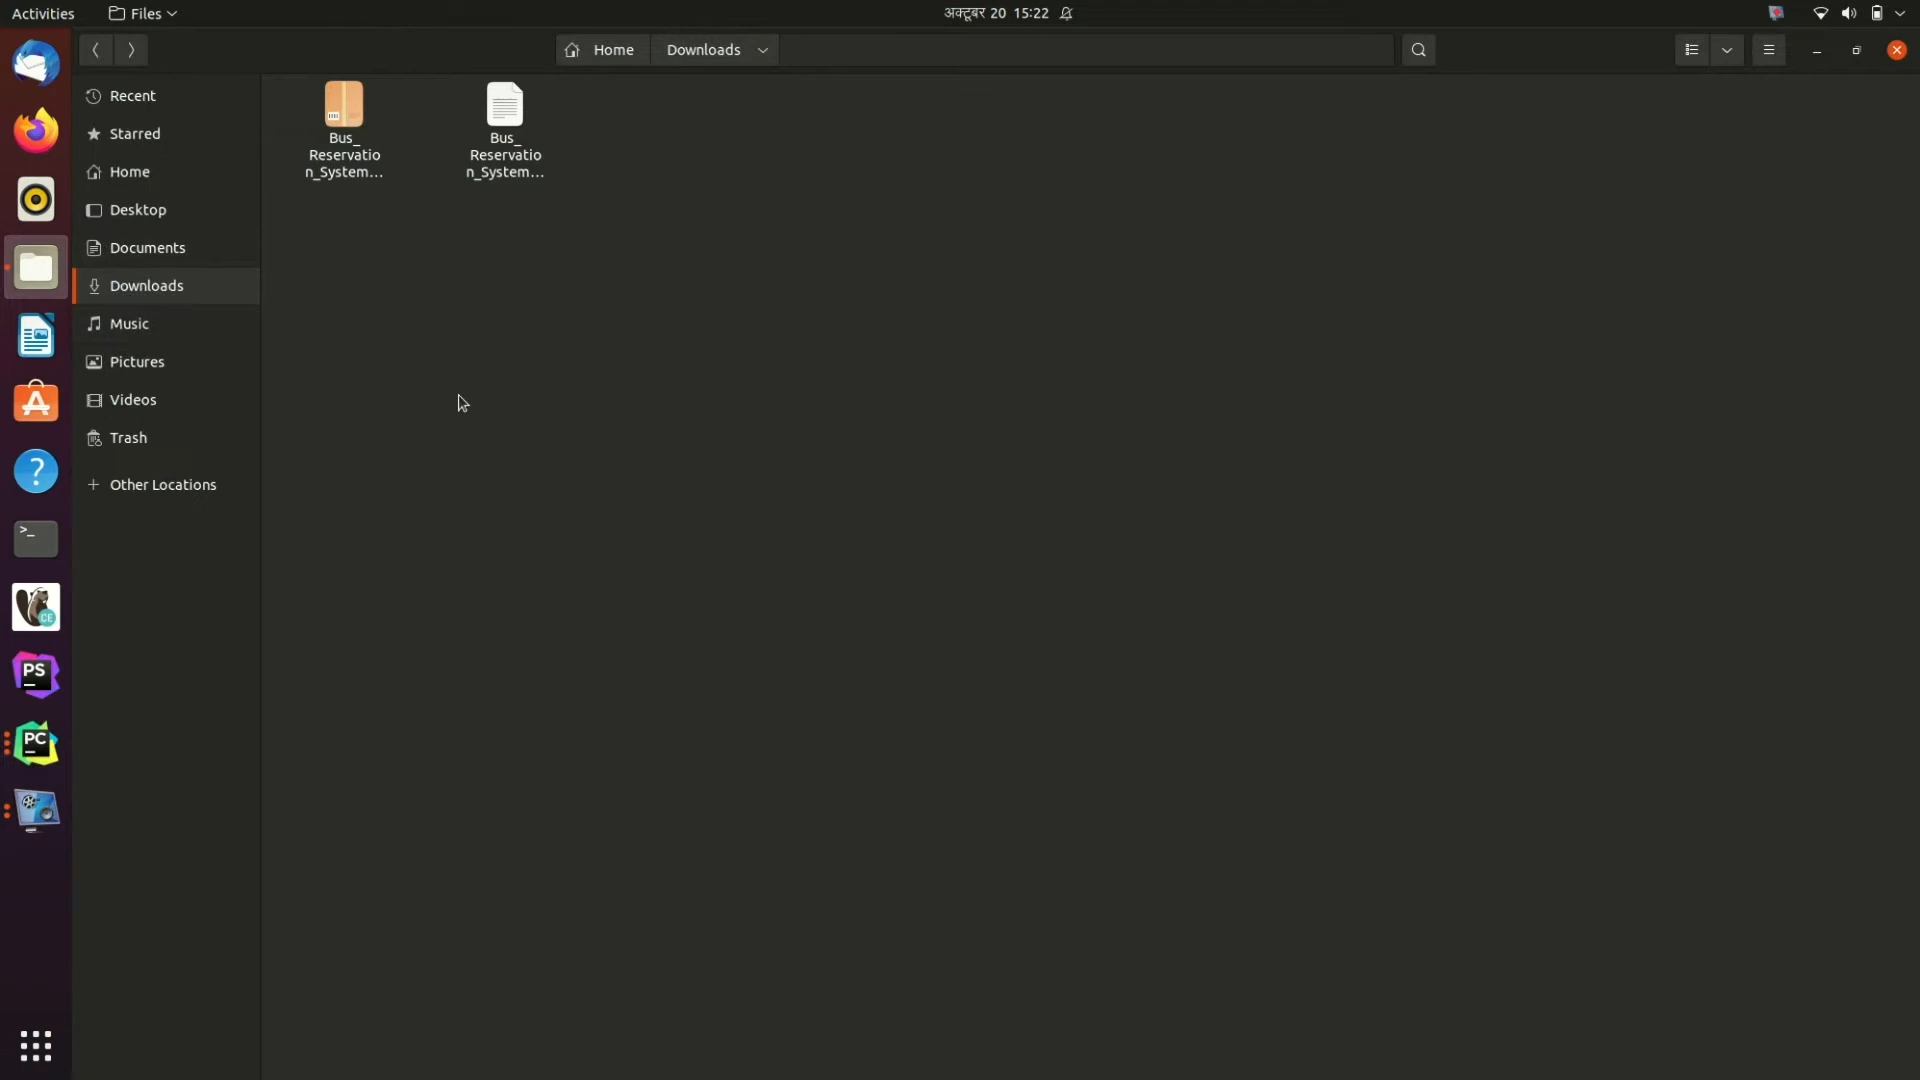 Activities Files अक्टूबर 20 15:22
Home Downloads
Recent
Starred
Home
Desktop
Documents
Downloads
Music
Pictures
Videos
Trash
Other Locations
Bus_
Reservatio
n_System...
Bus_
Reservatio
n_System...
?
>_
CE
PS
PC